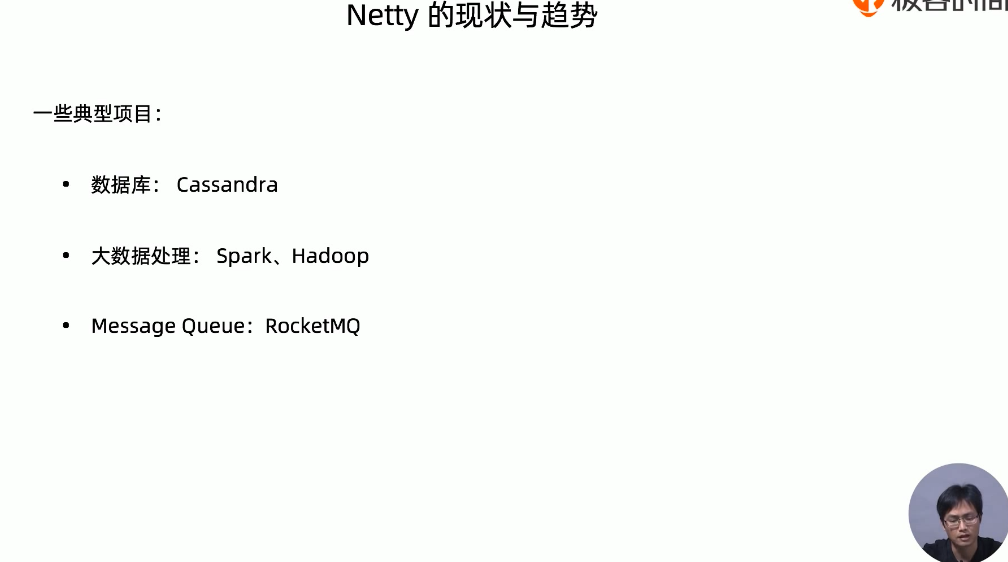 Netty 的现状与趋势
一些典型项目：
• 数据库： Cassandra
• 大数据处理： Spark、Hadoop
• Message Queue：RocketMQ